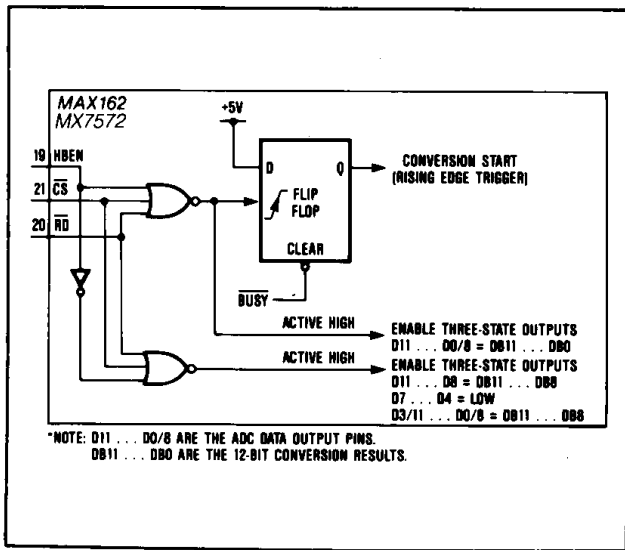 MAX162
MX7572
+5V
19 HBEN
21 C̅S̅
20 R̅D̅
D
Q
FLIP
FLOP
CLEAR
B̅U̅S̅Y̅
CONVERSION START
(RISING EDGE TRIGGER)
ACTIVE HIGH
ENABLE THREE-STATE OUTPUTS
D11 ... D0/8 = DB11 ... DB0
ACTIVE HIGH
ENABLE THREE-STATE OUTPUTS
D11 ... D8 = DB11 ... DB8
D7 ... D4 = LOW
D3/11 ... D0/8 = DB11 ... DB8
*NOTE: D11 ... D0/8 ARE THE ADC DATA OUTPUT PINS.
DB11 ... DB0 ARE THE 12-BIT CONVERSION RESULTS.